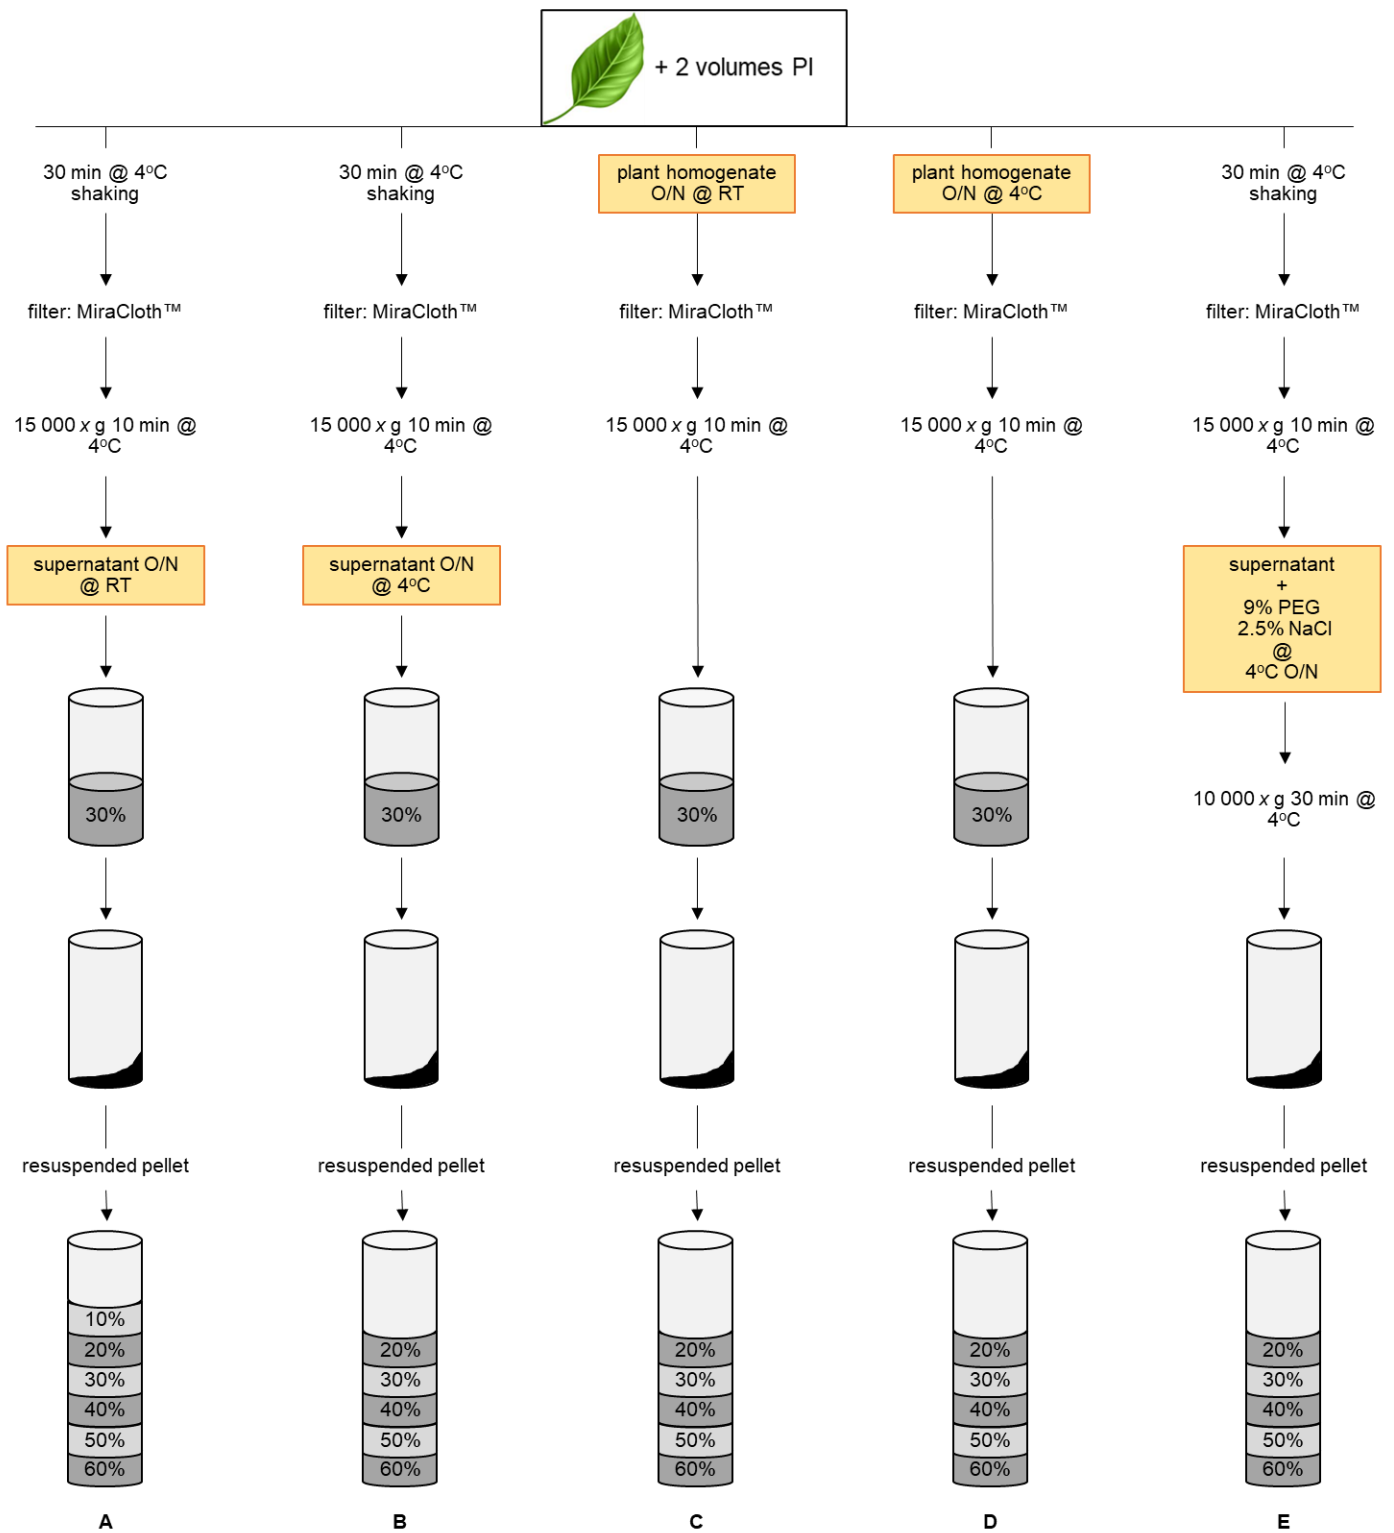 + 2 volumes PI
30 min @ 4ºC
shaking
filter: MiraCloth™
15 000 x g 10 min @
4ºC
supernatant O/N
@ RT
30%
resuspended pellet
10%
20%
30%
40%
50%
60%
A
30 min @ 4ºC
shaking
filter: MiraCloth™
15 000 x g 10 min @
4ºC
supernatant O/N
@ 4ºC
30%
resuspended pellet
20%
30%
40%
50%
60%
B
plant homogenate
O/N @ RT
filter: MiraCloth™
15 000 x g 10 min @
4ºC
30%
resuspended pellet
20%
30%
40%
50%
60%
C
plant homogenate
O/N @ 4ºC
filter: MiraCloth™
15 000 x g 10 min @
4ºC
30%
resuspended pellet
20%
30%
40%
50%
60%
D
30 min @ 4ºC
shaking
filter: MiraCloth™
15 000 x g 10 min @
4ºC
supernatant
+
9% PEG
2.5% NaCl
@
4ºC O/N
10 000 x g 30 min @
4ºC
resuspended pellet
20%
30%
40%
50%
60%
E